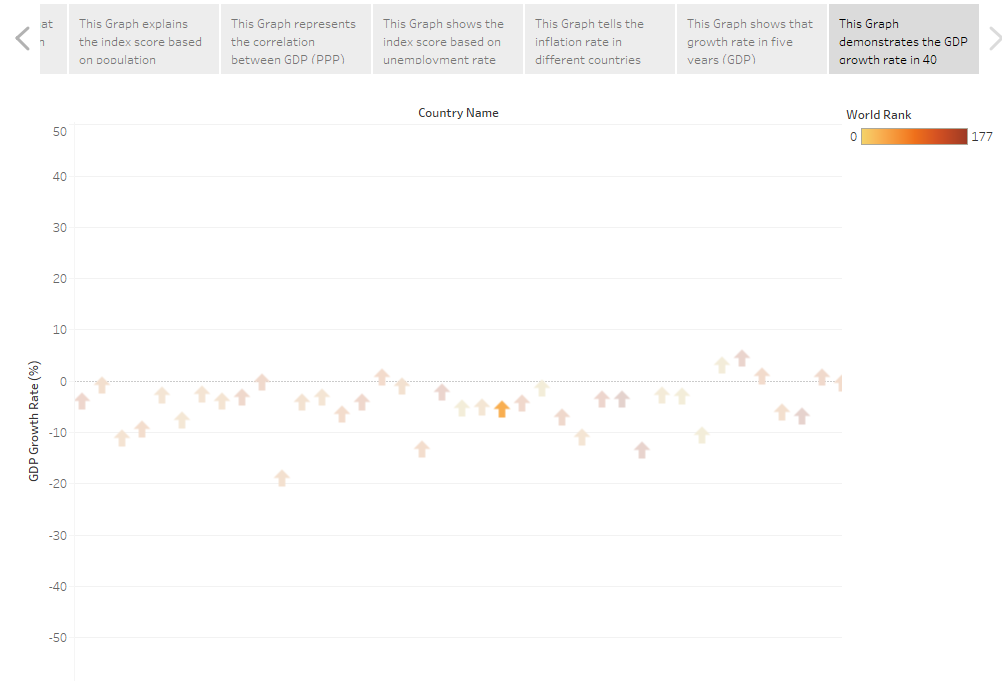 at
This Graph explains
the index score based
on population
This Graph represents
the correlation
between GDP (PPP)
This Graph shows the
index score based on
unemployment rate
This Graph tells the
inflation rate in
different countries
This Graph shows that
growth rate in five
years (GDP)
This Graph
demonstrates the GDP
growth rate in 40
Country Name
World Rank
0
177
50
40
30
20
10
0
-10
-20
-30
-40
-50
GDP Growth Rate (%)